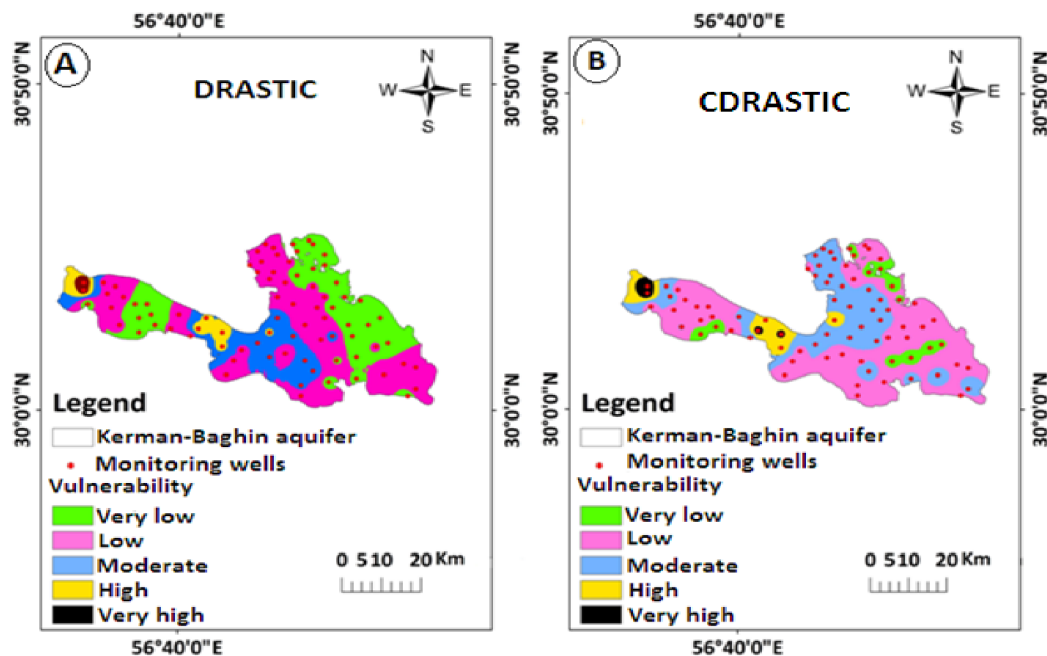 56°40'0"E
A
DRASTIC
N
W E
S
30°50'0"N
30°50'0"N
30°0'0"N
30°0'0"N
Legend
Kerman-Baghin aquifer
Monitoring wells
Vulnerability
Very low
Low
Moderate
High
Very high
0 510 20 Km
56°40'0"E
56°40'0"E
B
CDRASTIC
N
W E
S
30°50'0"N
30°50'0"N
30°0'0"N
30°0'0"N
Legend
Kerman-Baghin aquifer
Monitoring wells
Vulnerability
Very low
Low
Moderate
High
Very high
0 510 20 Km
56°40'0"E